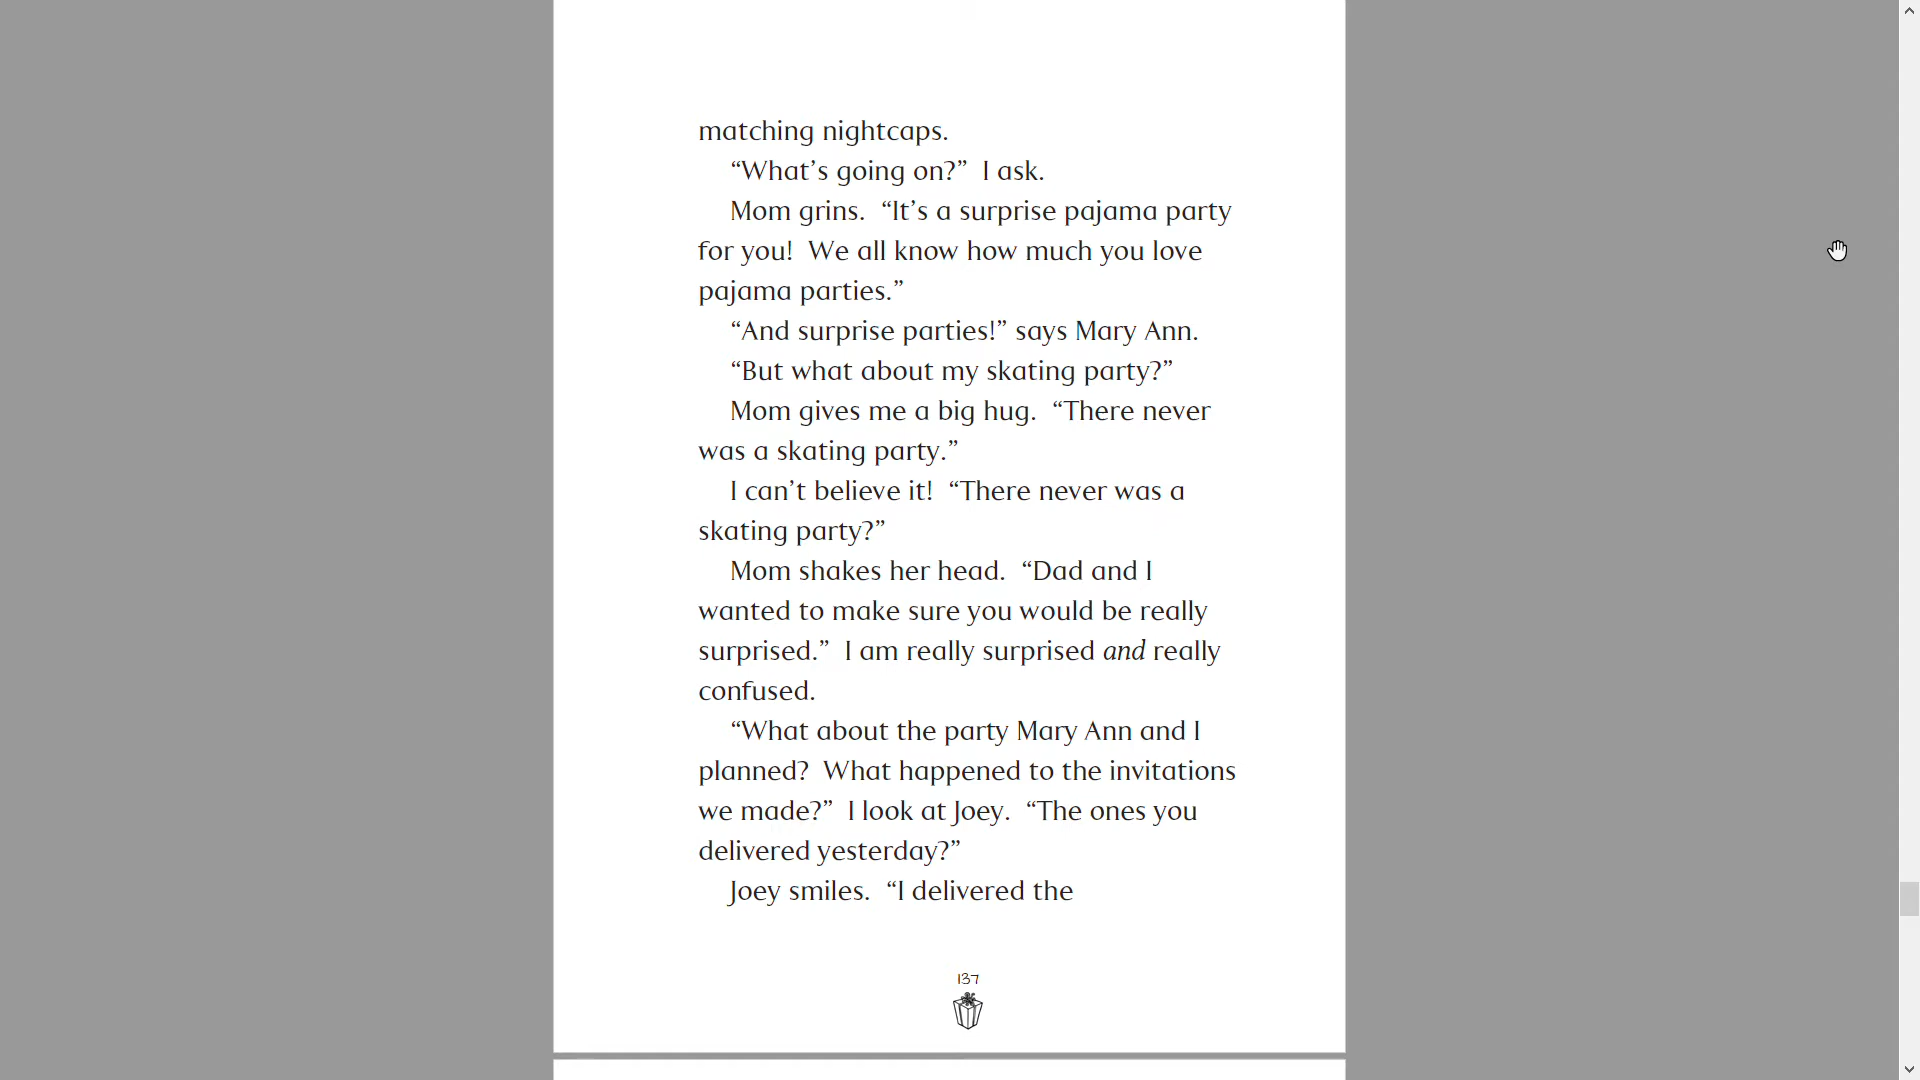 matching nightcaps.
“What’s going on?”  I ask.
Mom grins.  “It’s a surprise pajama party
for you!  We all know how much you love
pajama parties.”
“And surprise parties!” says Mary Ann.
“But what about my skating party?”
Mom gives me a big hug.  “There never
was a skating party.”
I can’t believe it!  “There never was a
skating party?”
Mom shakes her head.  “Dad and I
wanted to make sure you would be really
surprised.”  I am really surprised and really
confused.
“What about the party Mary Ann and I
planned?  What happened to the invitations
we made?”  I look at Joey.  “The ones you
delivered yesterday?”
Joey smiles.  “I delivered the
137